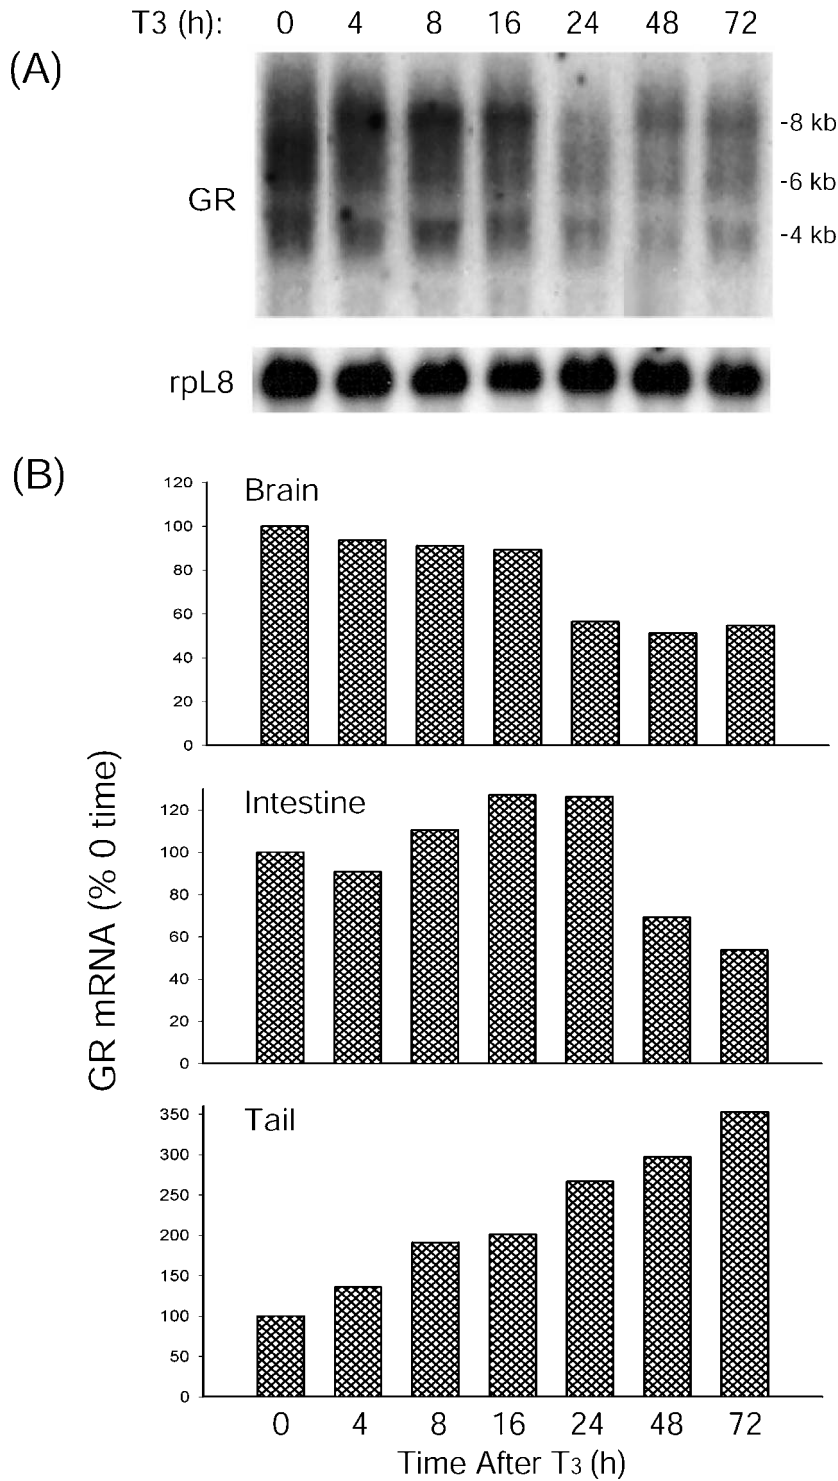 T3 (h): 0 4 8 16 24 48 72
(A)
-8 kb
-6 kb
GR
-4 kb
rpL8
(B)
Brain
120
100
80
60
40
20
0
Intestine
120
100
80
60
40
20
0
GR mRNA (% 0 time)
Tail
350
300
250
200
150
100
50
0
0 4 8 16 24 48 72
Time After T3 (h)